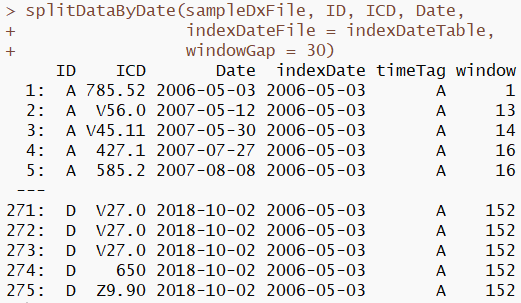 > splitDataByDate(sampleDxFile, ID, ICD, Date,
+ indexDateFile = indexDateTable,
+ windowGap = 30)
ID ICD Date indexDate timeTag window
1: A 785.52 2006-05-03 2006-05-03 A 1
2: A V56.0 2007-05-12 2006-05-03 A 13
3: A V45.11 2007-05-30 2006-05-03 A 14
4: A 427.1 2007-07-27 2006-05-03 A 16
5: A 585.2 2007-08-08 2006-05-03 A 16
---
271: D V27.0 2018-10-02 2006-05-03 A 152
272: D V27.0 2018-10-02 2006-05-03 A 152
273: D V27.0 2018-10-02 2006-05-03 A 152
274: D 650 2018-10-02 2006-05-03 A 152
275: D Z9.90 2018-10-02 2006-05-03 A 152